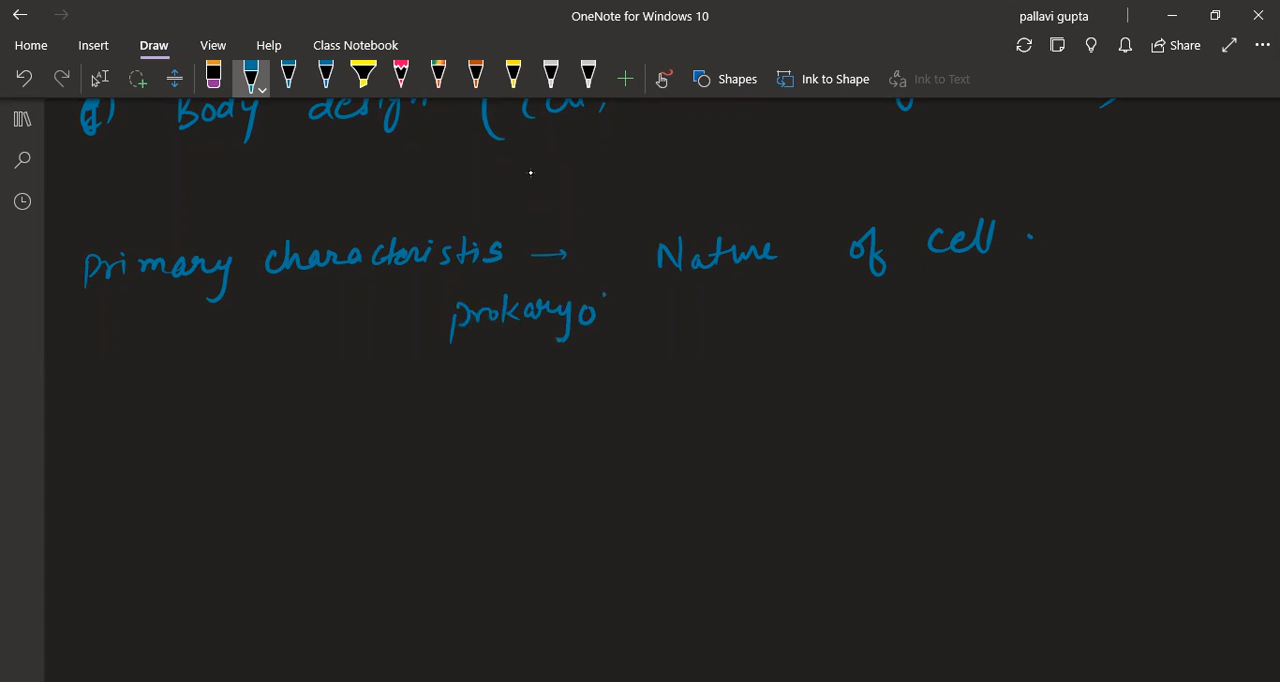 OneNote for Windows 10
pallavi gupta
Home Insert Draw View Help Class Notebook
Share
Shapes Ink to Shape Ink to Text
Body design
primary characteristis → Nature of cell .
prokaryo